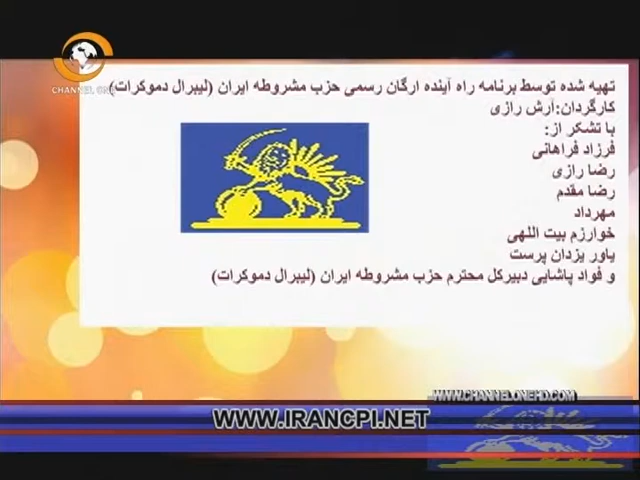 CHANNEL ONE
تهیه شده توسط برنامه راه آینده ارگان رسمی حزب مشروطه ایران (لیبرال دموکرات)
کارگردان:آرش رازی
با تشکر از:
فرزاد فراهانی
رضا رازی
رضا مقدم
مهرداد
خوارزم بیت اللهی
یاور یزدان پرست
و فواد پاشایی دبیرکل محترم حزب مشروطه ایران (لیبرال دموکرات)
WWW.CHANNELONEHD.COM
WWW.IRANCPI.NET